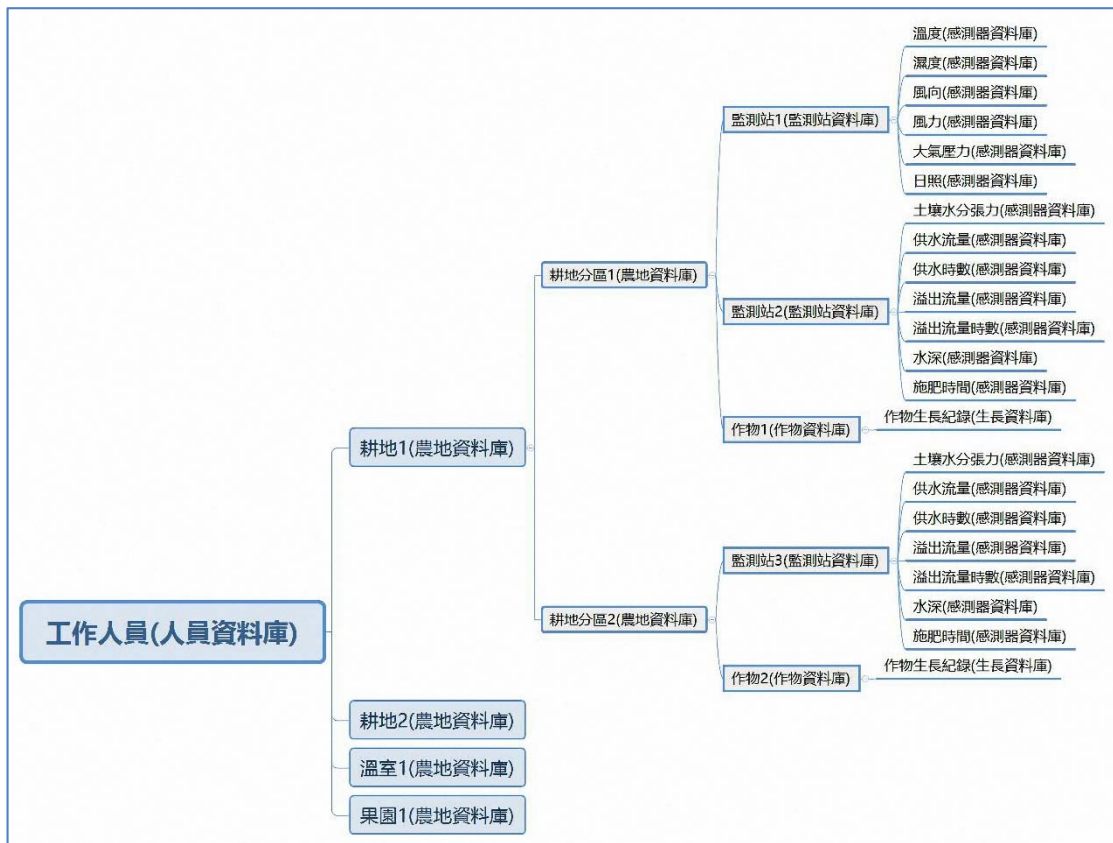 溫度(感測器資料庫)
濕度(感測器資料庫)
風向(感測器資料庫)
監測站1(監測站資料庫)
風力(感測器資料庫)
大氣壓力(感測器資料庫)
日照(感測器資料庫)
土壤水分張力(感測器資料庫)
供水流量(感測器資料庫)
耕地分區1(農地資料庫)
供水時數(感測器資料庫)
溢出流量(感測器資料庫)
監測站2(監測站資料庫)
溢出流量時數(感測器資料庫)
水深(感測器資料庫)
施肥時間(感測器資料庫)
作物1(作物資料庫)
作物生長紀錄(生長資料庫)
耕地1(農地資料庫)
土壤水分張力(感測器資料庫)
供水流量(感測器資料庫)
供水時數(感測器資料庫)
監測站3(監測站資料庫)
溢出流量(感測器資料庫)
溢出流量時數(感測器資料庫)
水深(感測器資料庫)
耕地分區2(農地資料庫)
施肥時間(感測器資料庫)
工作人員(人員資料庫)
作物2(作物資料庫)
作物生長紀錄(生長資料庫)
耕地2(農地資料庫)
溫室1(農地資料庫)
果園1(農地資料庫)